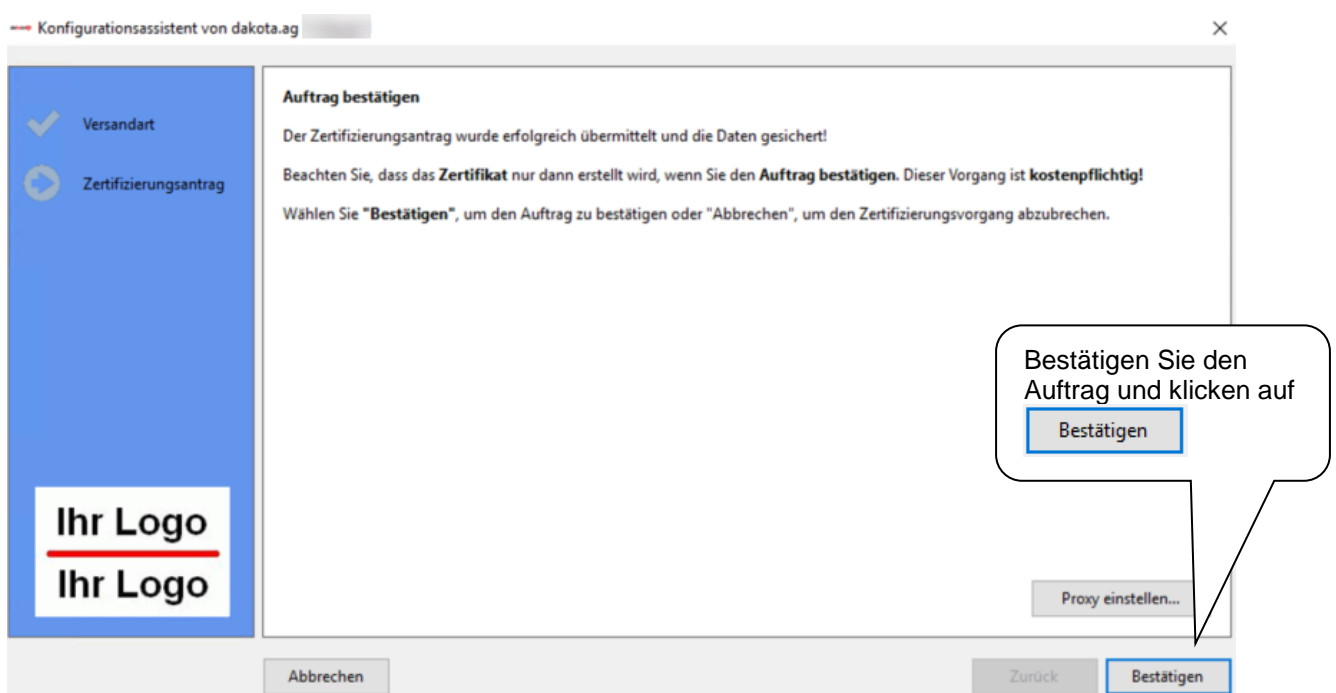 Konfigurationsassistent von dakota.ag
Versandart
Zertifizierungsantrag
Auftrag bestätigen
Der Zertifizierungsantrag wurde erfolgreich übermittelt und die Daten gesichert!
Beachten Sie, dass das Zertifikat nur dann erstellt wird, wenn Sie den Auftrag bestätigen. Dieser Vorgang ist kostenpflichtig!
Wählen Sie "Bestätigen", um den Auftrag zu bestätigen oder "Abbrechen", um den Zertifizierungsvorgang abzubrechen.
Bestätigen Sie den
Auftrag und klicken auf
Bestätigen
Ihr Logo
Ihr Logo
Proxy einstellen...
Abbrechen
Zurück
Bestätigen